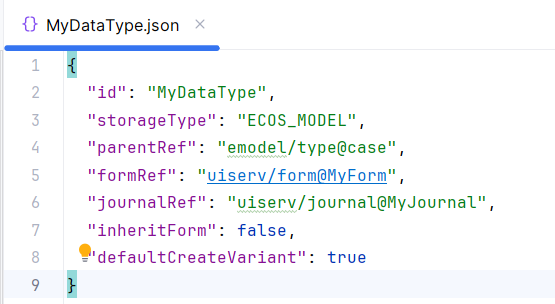 MyDataType.json
1 {
2 "id": "MyDataType",
3 "storageType": "ECOS_MODEL",
4 "parentRef": "emodel/type@case",
5 "formRef": "uiserv/form@MyForm",
6 "journalRef": "uiserv/journal@MyJournal",
7 "inheritForm": false,
8 "defaultCreateVariant": true
9 }